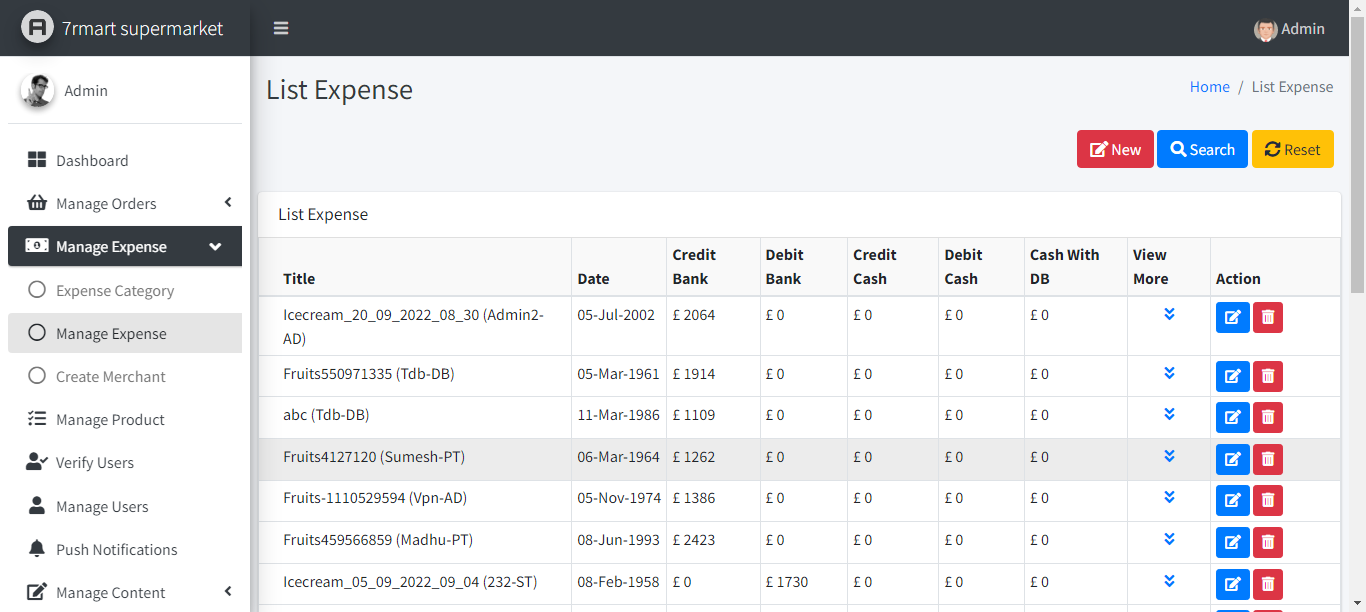 7rmart supermarket
Admin
Admin
Dashboard
Manage Orders
Manage Expense
Expense Category
Manage Expense
Create Merchant
Manage Product
Verify Users
Manage Users
Push Notifications
Manage Content
List Expense
Home / List Expense
New Search Reset
List Expense
Title Date Credit Bank Debit Bank Credit Cash Debit Cash Cash With DB View More Action
Icecream_20_09_2022_08_30 (Admin2-AD) 05-Jul-2002 £ 2064 £ 0 £ 0 £ 0 £ 0
Fruits550971335 (Tdb-DB) 05-Mar-1961 £ 1914 £ 0 £ 0 £ 0 £ 0
abc (Tdb-DB) 11-Mar-1986 £ 1109 £ 0 £ 0 £ 0 £ 0
Fruits4127120 (Sumesh-PT) 06-Mar-1964 £ 1262 £ 0 £ 0 £ 0 £ 0
Fruits-1110529594 (Vpn-AD) 05-Nov-1974 £ 1386 £ 0 £ 0 £ 0 £ 0
Fruits459566859 (Madhu-PT) 08-Jun-1993 £ 2423 £ 0 £ 0 £ 0 £ 0
Icecream_05_09_2022_09_04 (232-ST) 08-Feb-1958 £ 0 £ 1730 £ 0 £ 0 £ 0